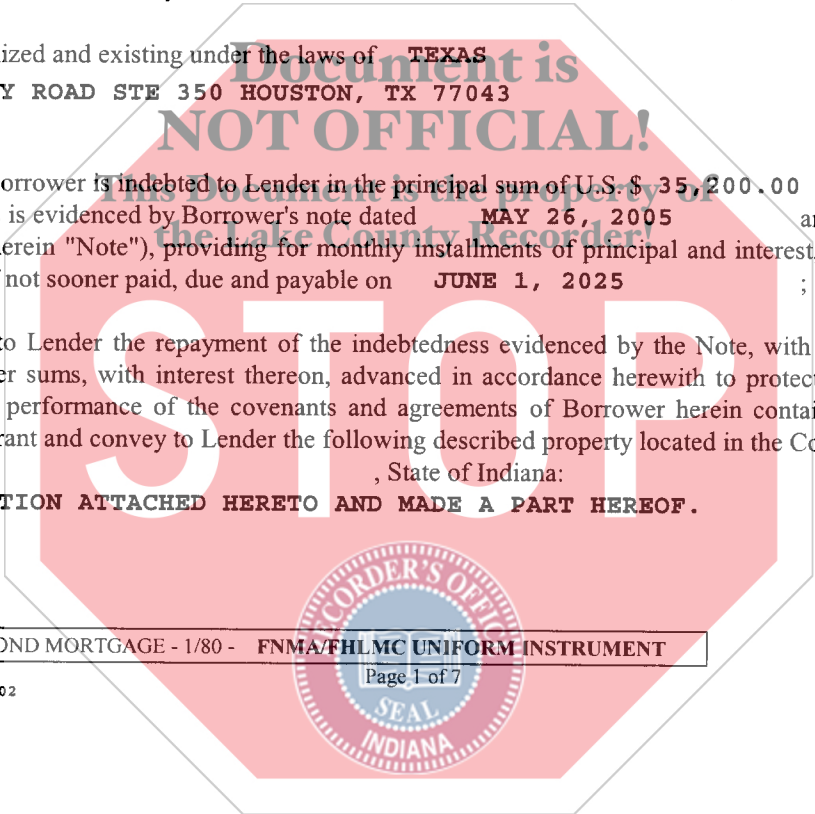 ized and existing under the laws of TEXAS
Document is
Y ROAD STE 350 HOUSTON, TX 77043
NOT OFFICIAL!
orrower is indebted to Lender in the principal sum of U.S. $ 35,200.00
This Document is the property of
is evidenced by Borrower's note dated MAY 26, 2005
the Lake County Recorder!
erein "Note"), providing for monthly installments of principal and interest
not sooner paid, due and payable on JUNE 1, 2025 ;
to Lender the repayment of the indebtedness evidenced by the Note, with
er sums, with interest thereon, advanced in accordance herewith to protect
performance of the covenants and agreements of Borrower herein contai
rant and convey to Lender the following described property located in the Co
, State of Indiana:
STOP
TION ATTACHED HERETO AND MADE A PART HEREOF.
RECORDER'S OFFIC
OND MORTGAGE - 1/80 - FNMA/FHLMC UNIFORM INSTRUMENT
Page 1 of 7
02
SEAL
INDIANA